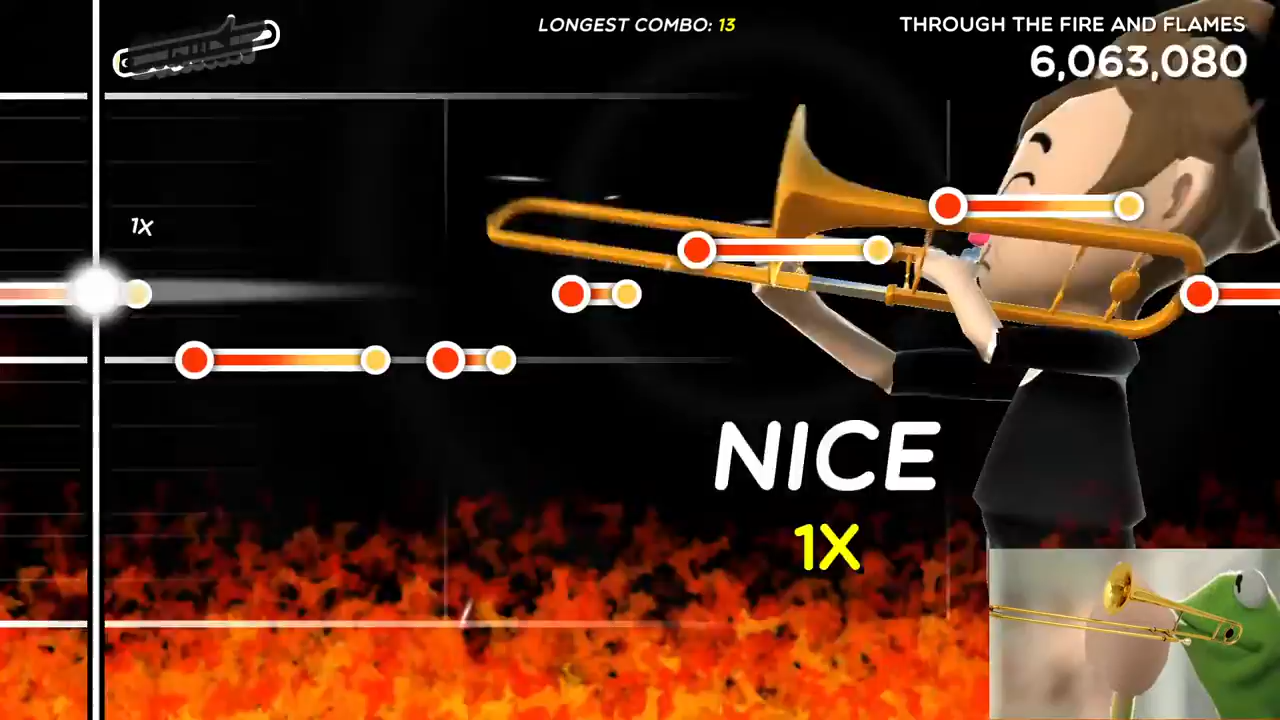 LONGEST COMBO: 13
THROUGH THE FIRE AND FLAMES
6,063,080
1X
NICE
1X